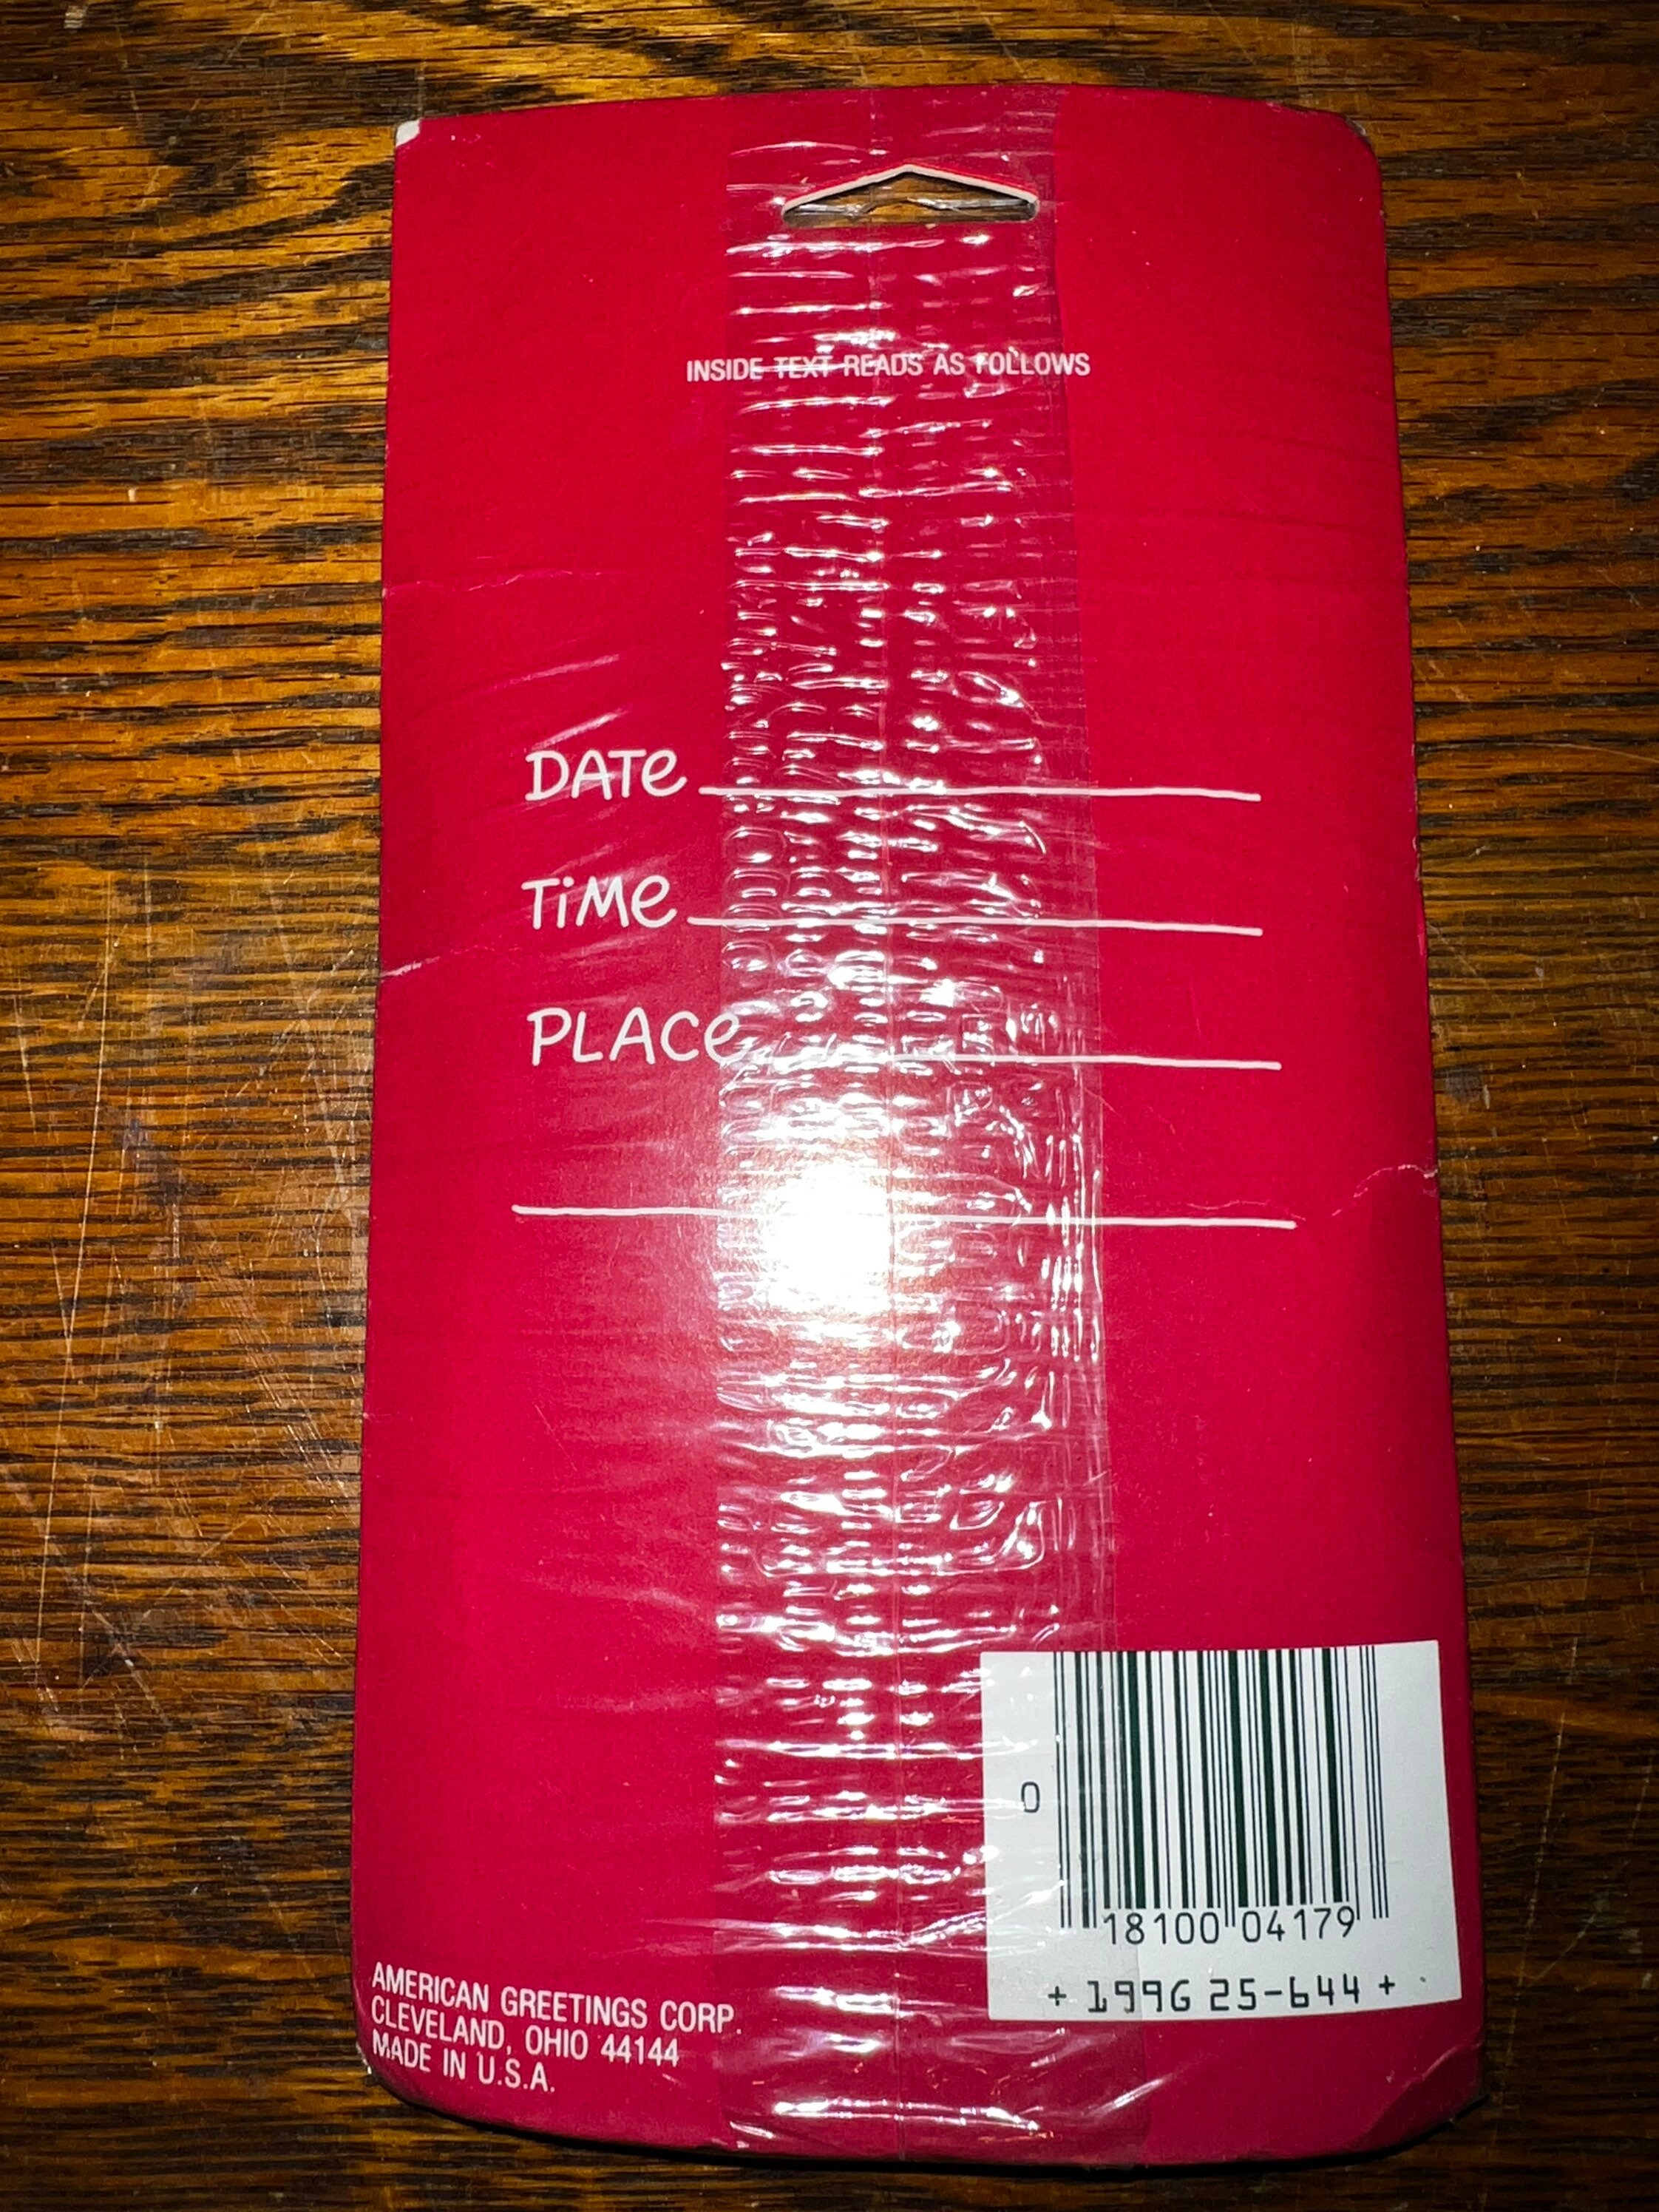 INSIDE TEXT READS AS FOLLOWS
DATe
TiMe
PLACe
0
18100 04179
+ 199G 25-644 +
AMERICAN GREETINGS CORP.
CLEVELAND, OHIO 44144
MADE IN U.S.A.